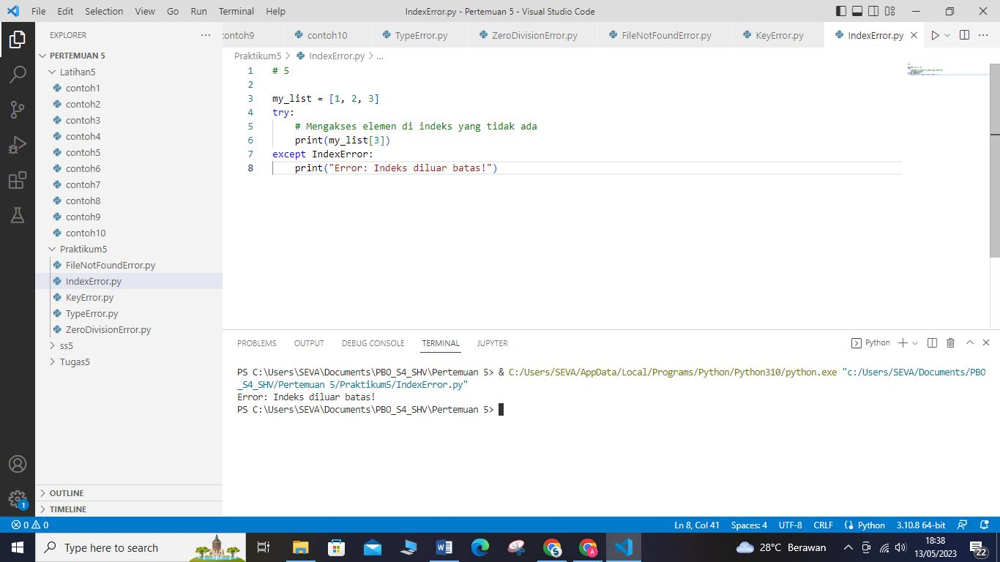 File Edit Selection View Go Run Terminal Help IndexError.py - Pertemuan 5 - Visual Studio Code
EXPLORER
contoh9 contoh10 TypeError.py ZeroDivisionError.py FileNotFoundError.py KeyError.py IndexError.py
PERTEMUAN 5
Latihan5
contoh1
contoh2
contoh3
contoh4
contoh5
contoh6
contoh7
contoh8
contoh9
contoh10
Praktikum5
FileNotFoundError.py
IndexError.py
KeyError.py
TypeError.py
ZeroDivisionError.py
ss5
Tugas5
OUTLINE
TIMELINE
Praktikum5 > IndexError.py > ...
1 # 5
2
3 my_list = [1, 2, 3]
4 try:
5 # Mengakses elemen di indeks yang tidak ada
6 print(my_list[3])
7 except IndexError:
8 print("Error: Indeks diluar batas!")
PROBLEMS OUTPUT DEBUG CONSOLE TERMINAL JUPYTER
Python
PS C:\Users\SEVA\Documents\PBO_S4_SHV\Pertemuan 5> & C:/Users/SEVA/AppData/Local/Programs/Python/Python310/python.exe "c:/Users/SEVA/Documents/PBO
_S4_SHV/Pertemuan 5/Praktikum5/IndexError.py"
Error: Indeks diluar batas!
PS C:\Users\SEVA\Documents\PBO_S4_SHV\Pertemuan 5>
1
0 0 Ln 8, Col 41 Spaces: 4 UTF-8 CRLF Python 3.10.8 64-bit
Type here to search
28°C Berawan
18:38
13/05/2023
22